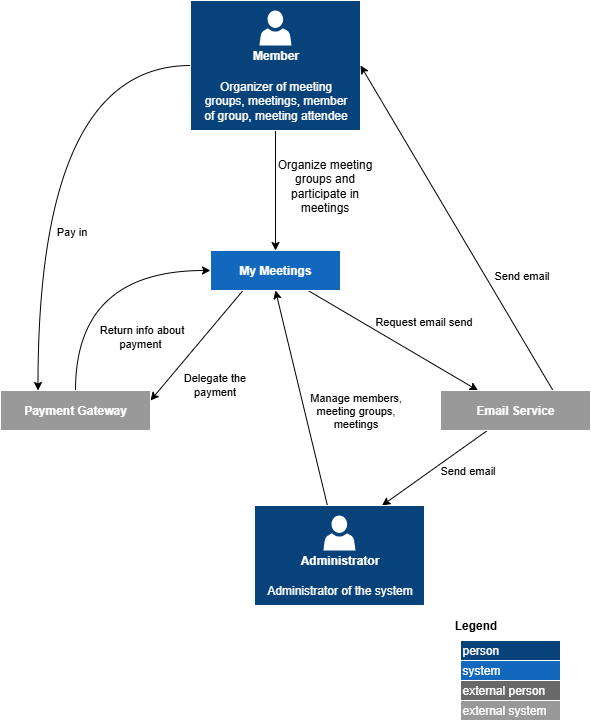 Member
Organizer of meeting
groups, meetings, member
of group, meeting attendee
Organize meeting
groups and
participate in
meetings
Pay in
My Meetings
Send email
Return info about
payment
Request email send
Delegate the
payment
Manage members,
meeting groups,
meetings
Payment Gateway
Email Service
Send email
Administrator
Administrator of the system
Legend
person
system
external person
external system